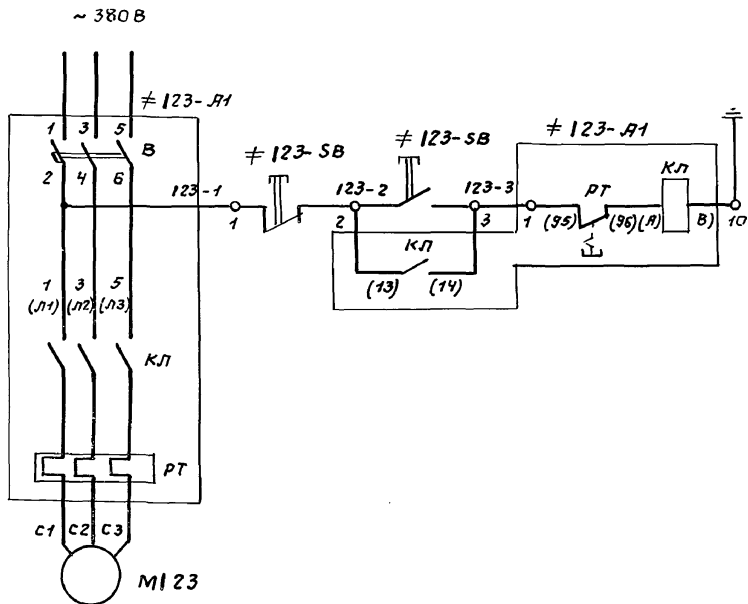 ~ 380 В
≠ 123-А1
1 3 5
В
2 4 6
≠ 123-SB
≠ 123-SB
≠ 123-А1
123-1
123-2
123-3
РТ
КЛ
1
2
3
1
(95)
(96)
(А)
В)
10
КЛ
(13)
(14)
1 3 5
(Л1) (Л2) (Л3)
КЛ
РТ
С1 С2 С3
М123